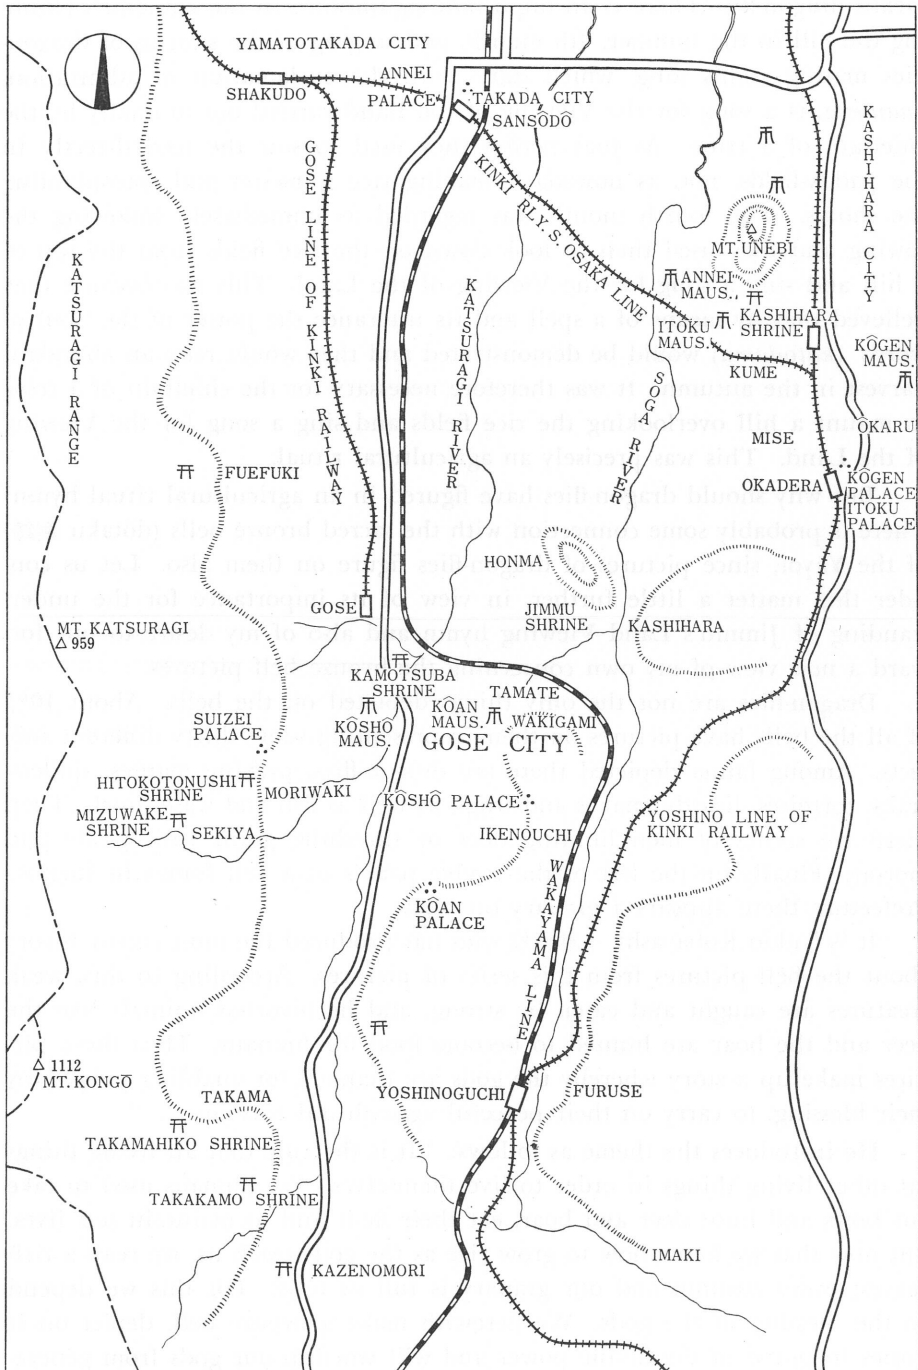 YAMATOTAKADA CITY
ANNEI
PALACE
SHAKUDO
TAKADA CITY
SANSÔDÔ
GOSE LINE OF KINKI RAILWAY
KINKI RLY. S. OSAKA LINE
KASHIHARA CITY
KATSURAGI RANGE
KATSURAGI RIVER
SOGA RIVER
MT. UNEBI
ANNEI
MAUS.
ITOKU
MAUS.
KASHIHARA
SHRINE
KÔGEN
MAUS.
KUME
OKARU
MISE
OKADERA
KÔGEN
PALACE
ITOKU
PALACE
FUEFUKI
HONMA
JIMMU
SHRINE
KASHIHARA
GOSE
MT. KATSURAGI
959
KAMOTSUBA
SHRINE
TAMATE
KÔSHÔ
MAUS.
KÔAN
MAUS.
WAKIGAMI
GOSE CITY
SUIZEI
PALACE
HITOKOTONUSHI
SHRINE
MORIWAKI
MIZUWAKE
SHRINE
SEKIYA
KÔSHÔ PALACE
IKENOUCHI
YOSHINO LINE OF
KINKI RAILWAY
KÔAN
PALACE
WAKAYAMA LINE
1112
MT. KONGŌ
TAKAMA
YOSHINOGUCHI
FURUSE
TAKAMAHIKO SHRINE
TAKAKAMO SHRINE
KAZENOMORI
IMAKI